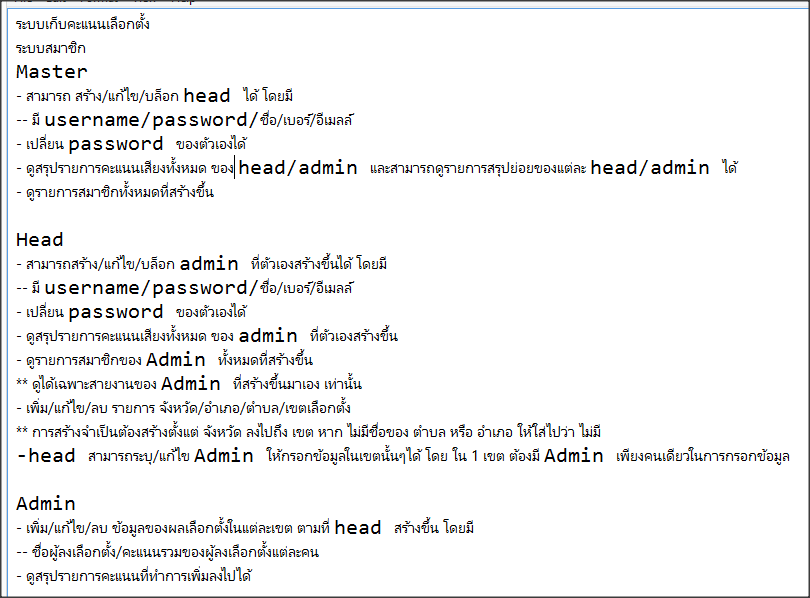 ระบบเก็บคะแนนเลือกตั้ง
ระบบสมาชิก
Master
- สามารถ สร้าง/แก้ไข/บล็อก head ได้ โดยมี
-- มี username/password/ชื่อ/เบอร์/อีเมลล์
- เปลี่ยน password ของตัวเองได้
- ดูสรุปรายการคะแนนเสียงทั้งหมด ของ head/admin และสามารถดูรายการสรุปย่อยของแต่ละ head/admin ได้
- ดูรายการสมาชิกทั้งหมดที่สร้างขึ้น
Head
- สามารถสร้าง/แก้ไข/บล็อก admin ที่ตัวเองสร้างขึ้นได้ โดยมี
-- มี username/password/ชื่อ/เบอร์/อีเมลล์
- เปลี่ยน password ของตัวเองได้
- ดูสรุปรายการคะแนนเสียงทั้งหมด ของ admin ที่ตัวเองสร้างขึ้น
- ดูรายการสมาชิกของ Admin ทั้งหมดที่สร้างขึ้น
** ดูได้เฉพาะสายงานของ Admin ที่สร้างขึ้นมาเอง เท่านั้น
- เพิ่ม/แก้ไข/ลบ รายการ จังหวัด/อำเภอ/ตำบล/เขตเลือกตั้ง
** การสร้างจำเป็นต้องสร้างตั้งแต่ จังหวัด ลงไปถึง เขต หาก ไม่มีชื่อของ ตำบล หรือ อำเภอ ให้ใส่ไปว่า ไม่มี
-head สามารถระบุ/แก้ไข Admin ให้กรอกข้อมูลในเขตนั้นๆได้ โดย ใน 1 เขต ต้องมี Admin เพียงคนเดียวในการกรอกข้อมูล
Admin
- เพิ่ม/แก้ไข/ลบ ข้อมูลของผลเลือกตั้งในแต่ละเขต ตามที่ head สร้างขึ้น โดยมี
-- ชื่อผู้ลงเลือกตั้ง/คะแนนรวมของผู้ลงเลือกตั้งแต่ละคน
- ดูสรุปรายการคะแนนที่ทำการเพิ่มลงไปได้